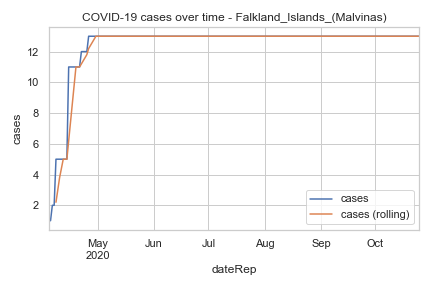 COVID-19 cases over time - Falkland_Islands_(Malvinas)
12
10
8
6
4
2
cases
cases
cases (rolling)
May Jun Jul Aug Sep Oct
2020
dateRep